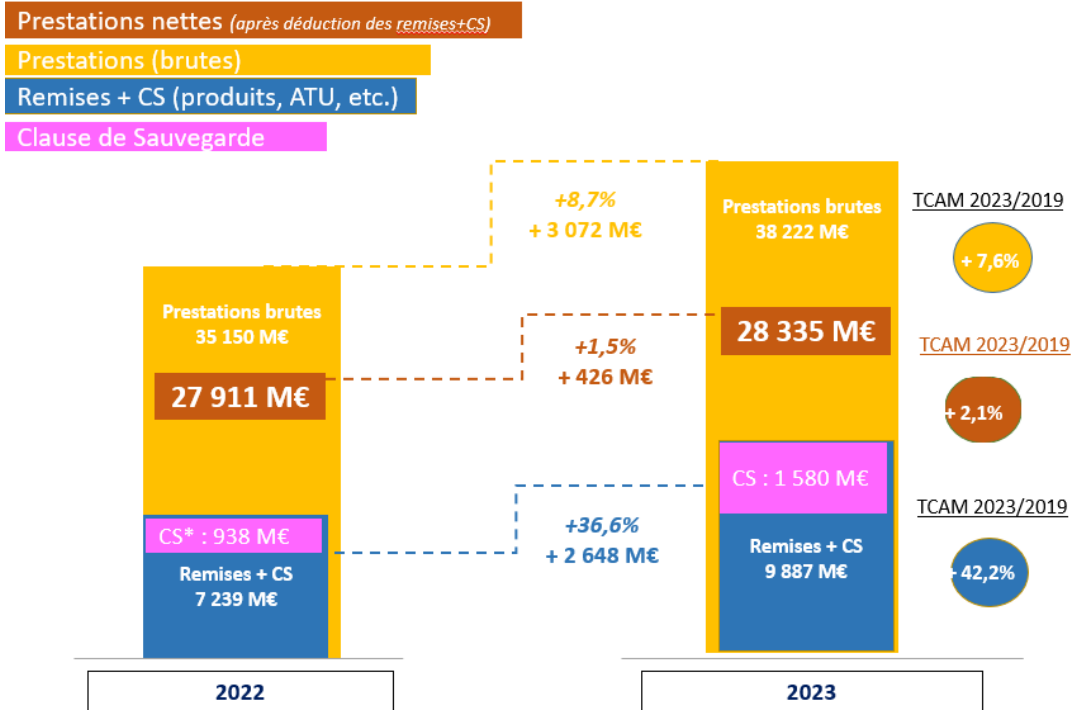 Prestations nettes (après déduction des remises+CS)
Prestations (brutes)
Remises + CS (produits, ATU, etc.)
Clause de Sauvegarde
Prestations brutes
35 150 M€
27 911 M€
CS* : 938 M€
Remises + CS
7 239 M€
2022
+8,7%
+ 3 072 M€
+1,5%
+ 426 M€
+36,6%
+ 2 648 M€
Prestations brutes
38 222 M€
28 335 M€
CS : 1 580 M€
Remises + CS
9 887 M€
2023
TCAM 2023/2019
+ 7,6%
TCAM 2023/2019
+ 2,1%
TCAM 2023/2019
+ 42,2%